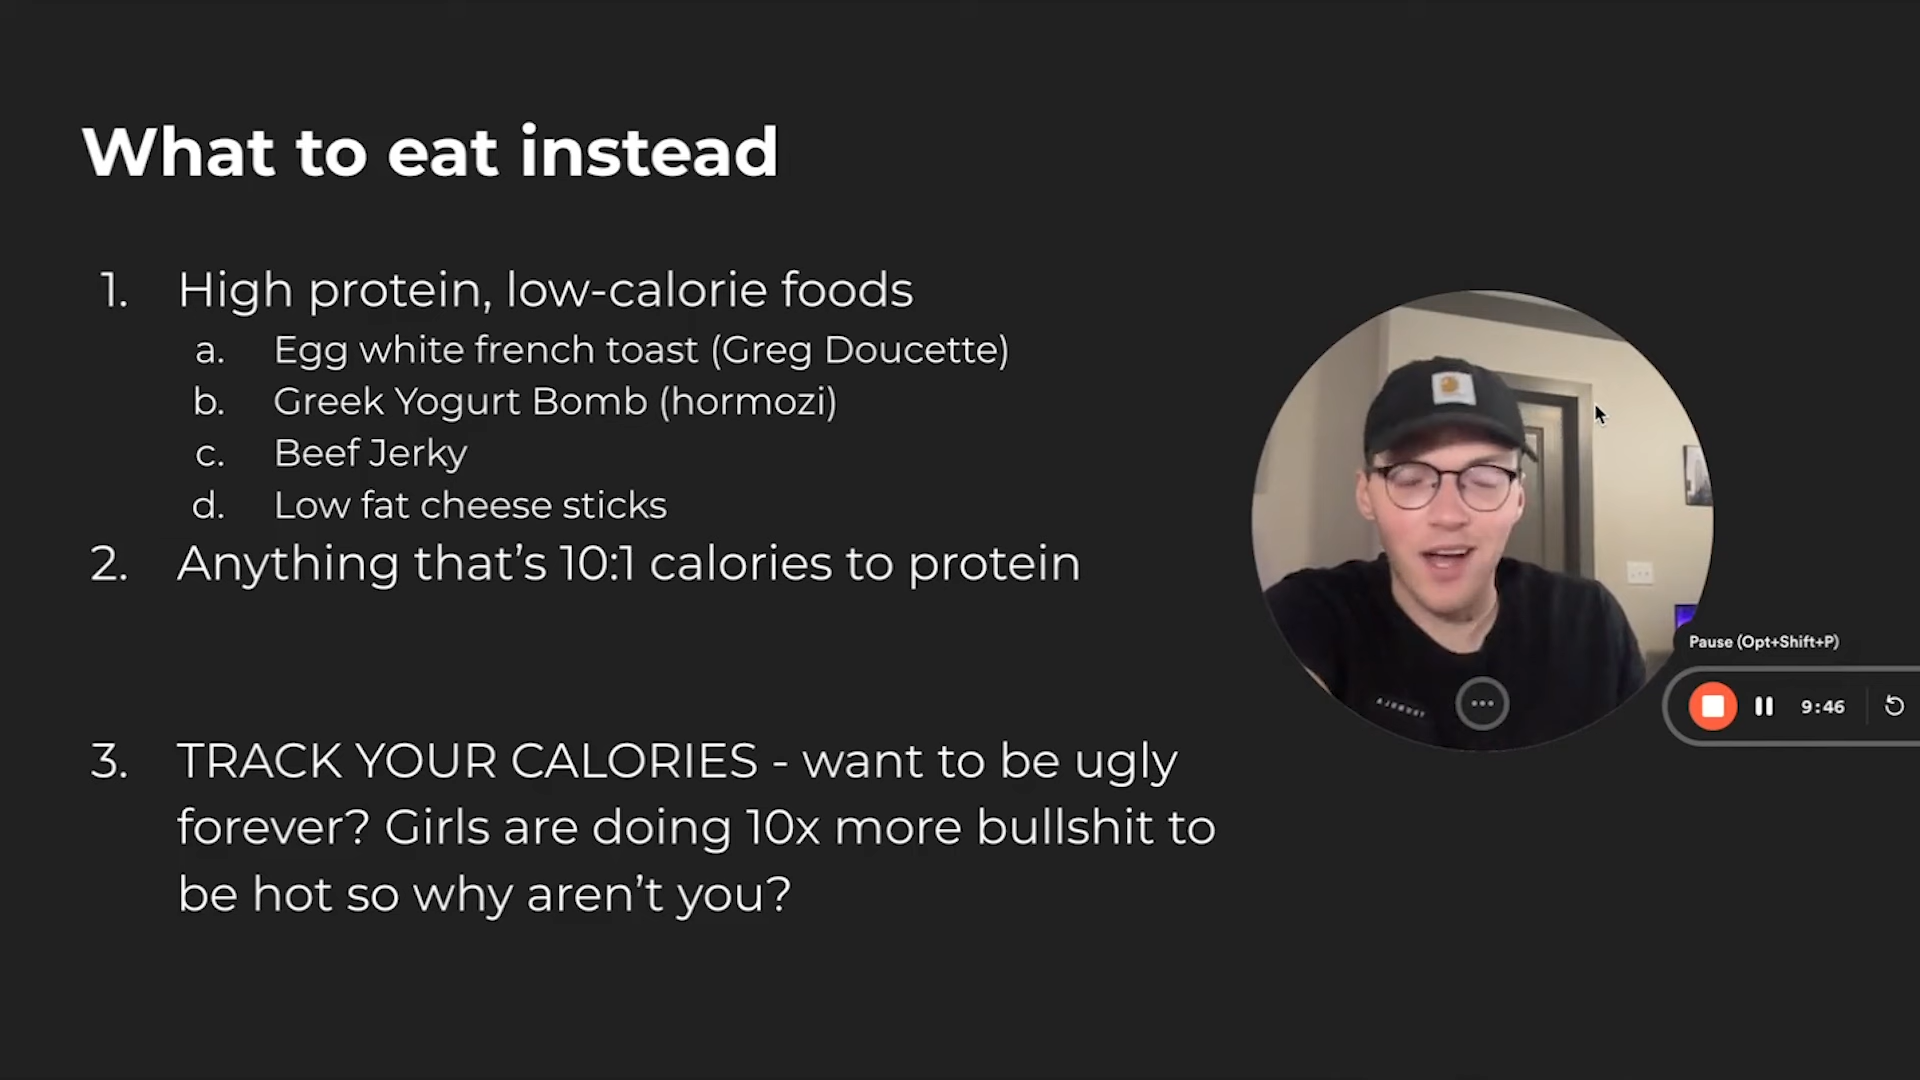 What to eat instead
1. High protein, low-calorie foods
a. Egg white french toast (Greg Doucette)
b. Greek Yogurt Bomb (hormozi)
c. Beef Jerky
d. Low fat cheese sticks
2. Anything that’s 10:1 calories to protein
Pause (Opt+Shift+P)
9:46
3. TRACK YOUR CALORIES - want to be ugly
forever? Girls are doing 10x more bullshit to
be hot so why aren’t you?